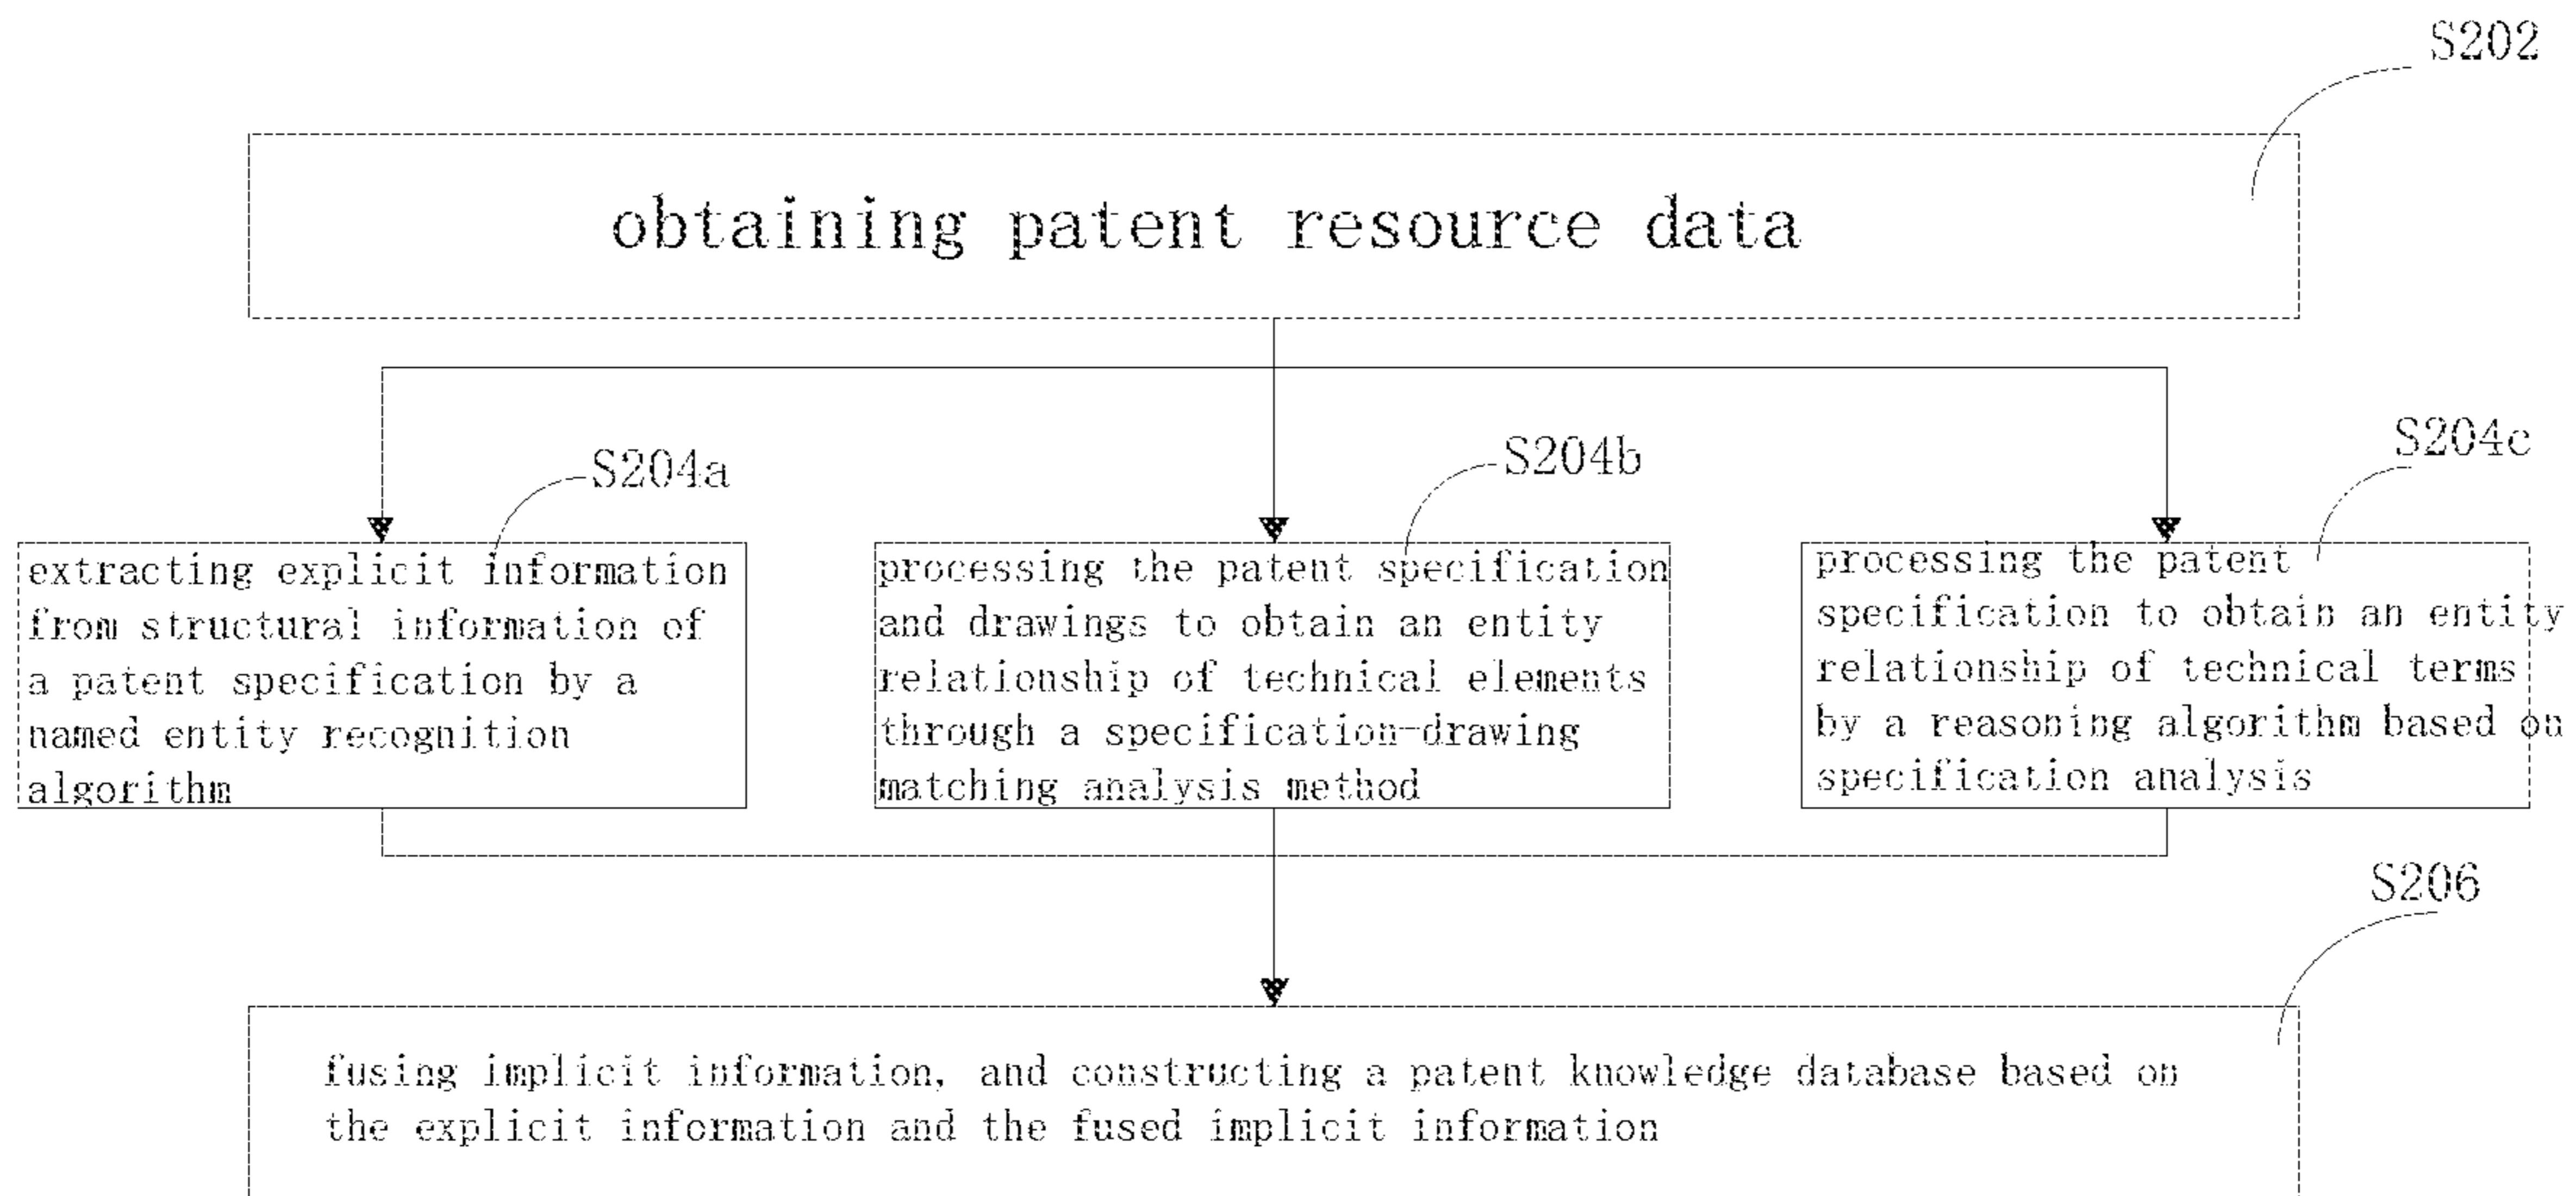 S202
obtaining patent resource data
S204a
S204b
S204c
extracting explicit information
from structural information of
a patent specification by a
named entity recognition
algorithm
processing the patent specification
and drawings to obtain an entity
relationship of technical elements
through a specification-drawing
matching analysis method
processing the patent
specification to obtain an entity
relationship of technical terms
by a reasoning algorithm based on
specification analysis
S206
fusing implicit information, and constructing a patent knowledge database based on
the explicit information and the fused implicit information